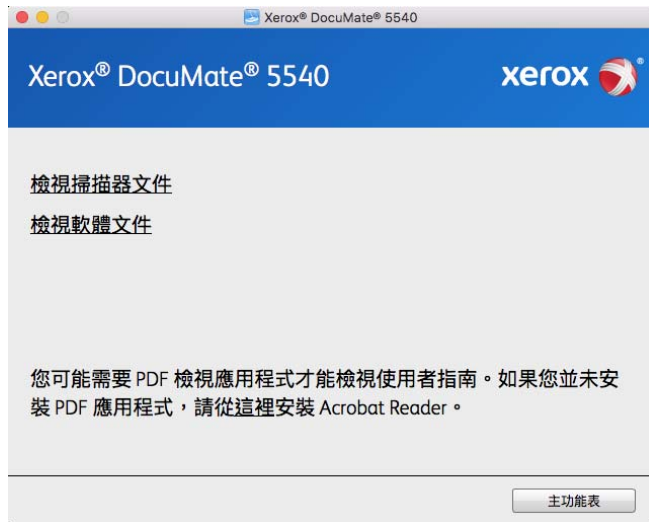 Xerox® DocuMate® 5540
Xerox® DocuMate® 5540
xerox
檢視掃描器文件
檢視軟體文件
您可能需要 PDF 檢視應用程式才能檢視使用者指南。如果您並未安
裝 PDF 應用程式，請從這裡安裝 Acrobat Reader。
主功能表